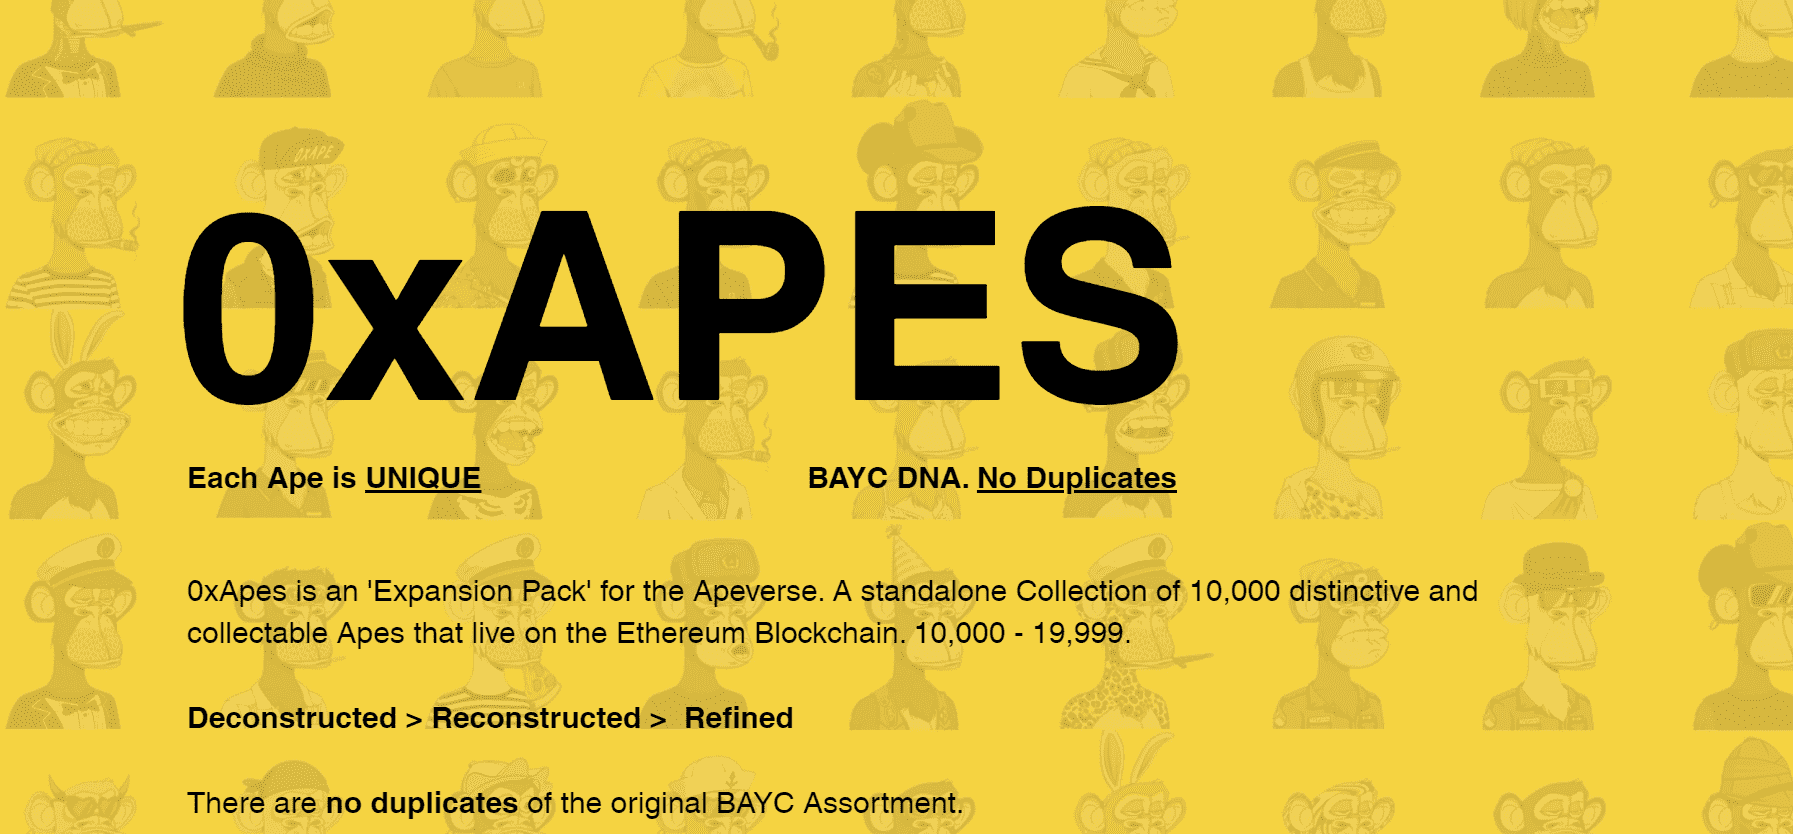 0XAPE
0xAPES
Each Ape is UNIQUE
BAYC DNA. No Duplicates
0xApes is an 'Expansion Pack' for the Apeverse. A standalone Collection of 10,000 distinctive and
collectable Apes that live on the Ethereum Blockchain. 10,000 - 19,999.
Deconstructed > Reconstructed > Refined
There are no duplicates of the original BAYC Assortment.